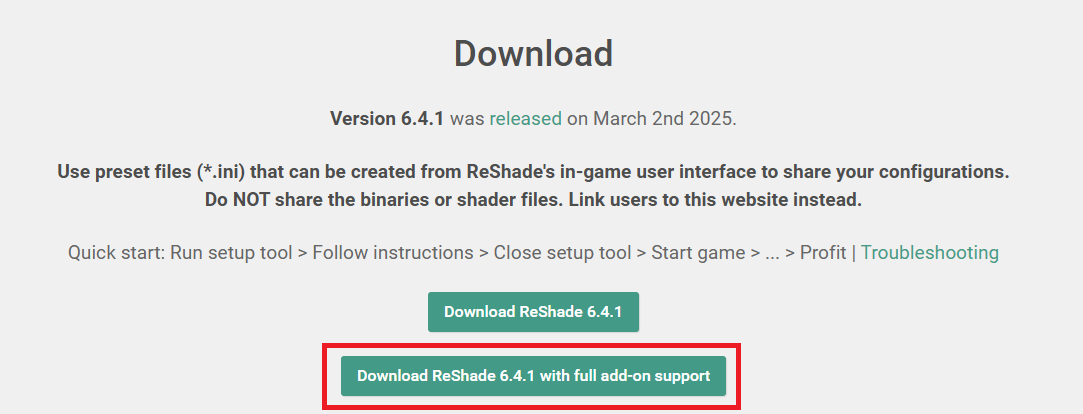 Download
Version 6.4.1 was released on March 2nd 2025.
Use preset files (*.ini) that can be created from ReShade's in-game user interface to share your configurations.
Do NOT share the binaries or shader files. Link users to this website instead.
Quick start: Run setup tool > Follow instructions > Close setup tool > Start game > ... > Profit | Troubleshooting
Download ReShade 6.4.1
Download ReShade 6.4.1 with full add-on support